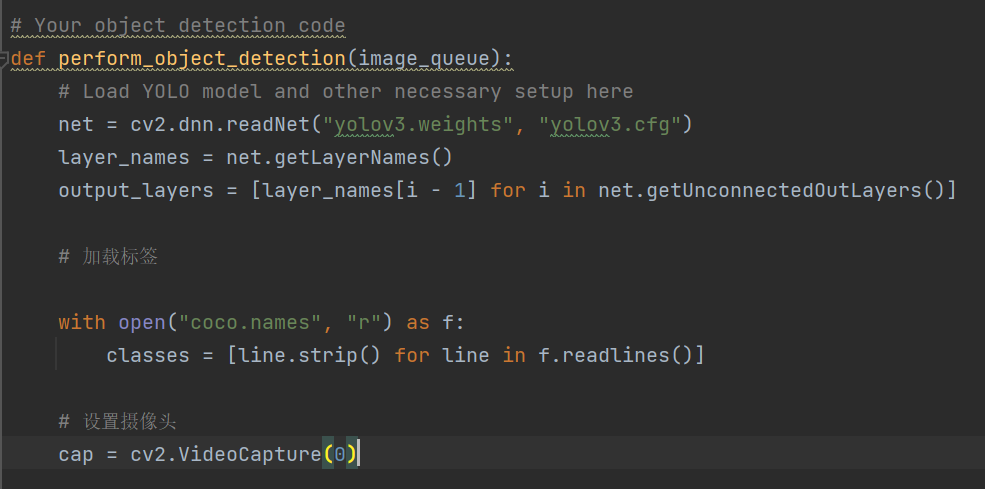 # Your object detection code
def perform_object_detection(image_queue):
    # Load YOLO model and other necessary setup here
    net = cv2.dnn.readNet("yolov3.weights", "yolov3.cfg")
    layer_names = net.getLayerNames()
    output_layers = [layer_names[i - 1] for i in net.getUnconnectedOutLayers()]
    # 加载标签
    with open("coco.names", "r") as f:
        classes = [line.strip() for line in f.readlines()]
    # 设置摄像头
    cap = cv2.VideoCapture(0)